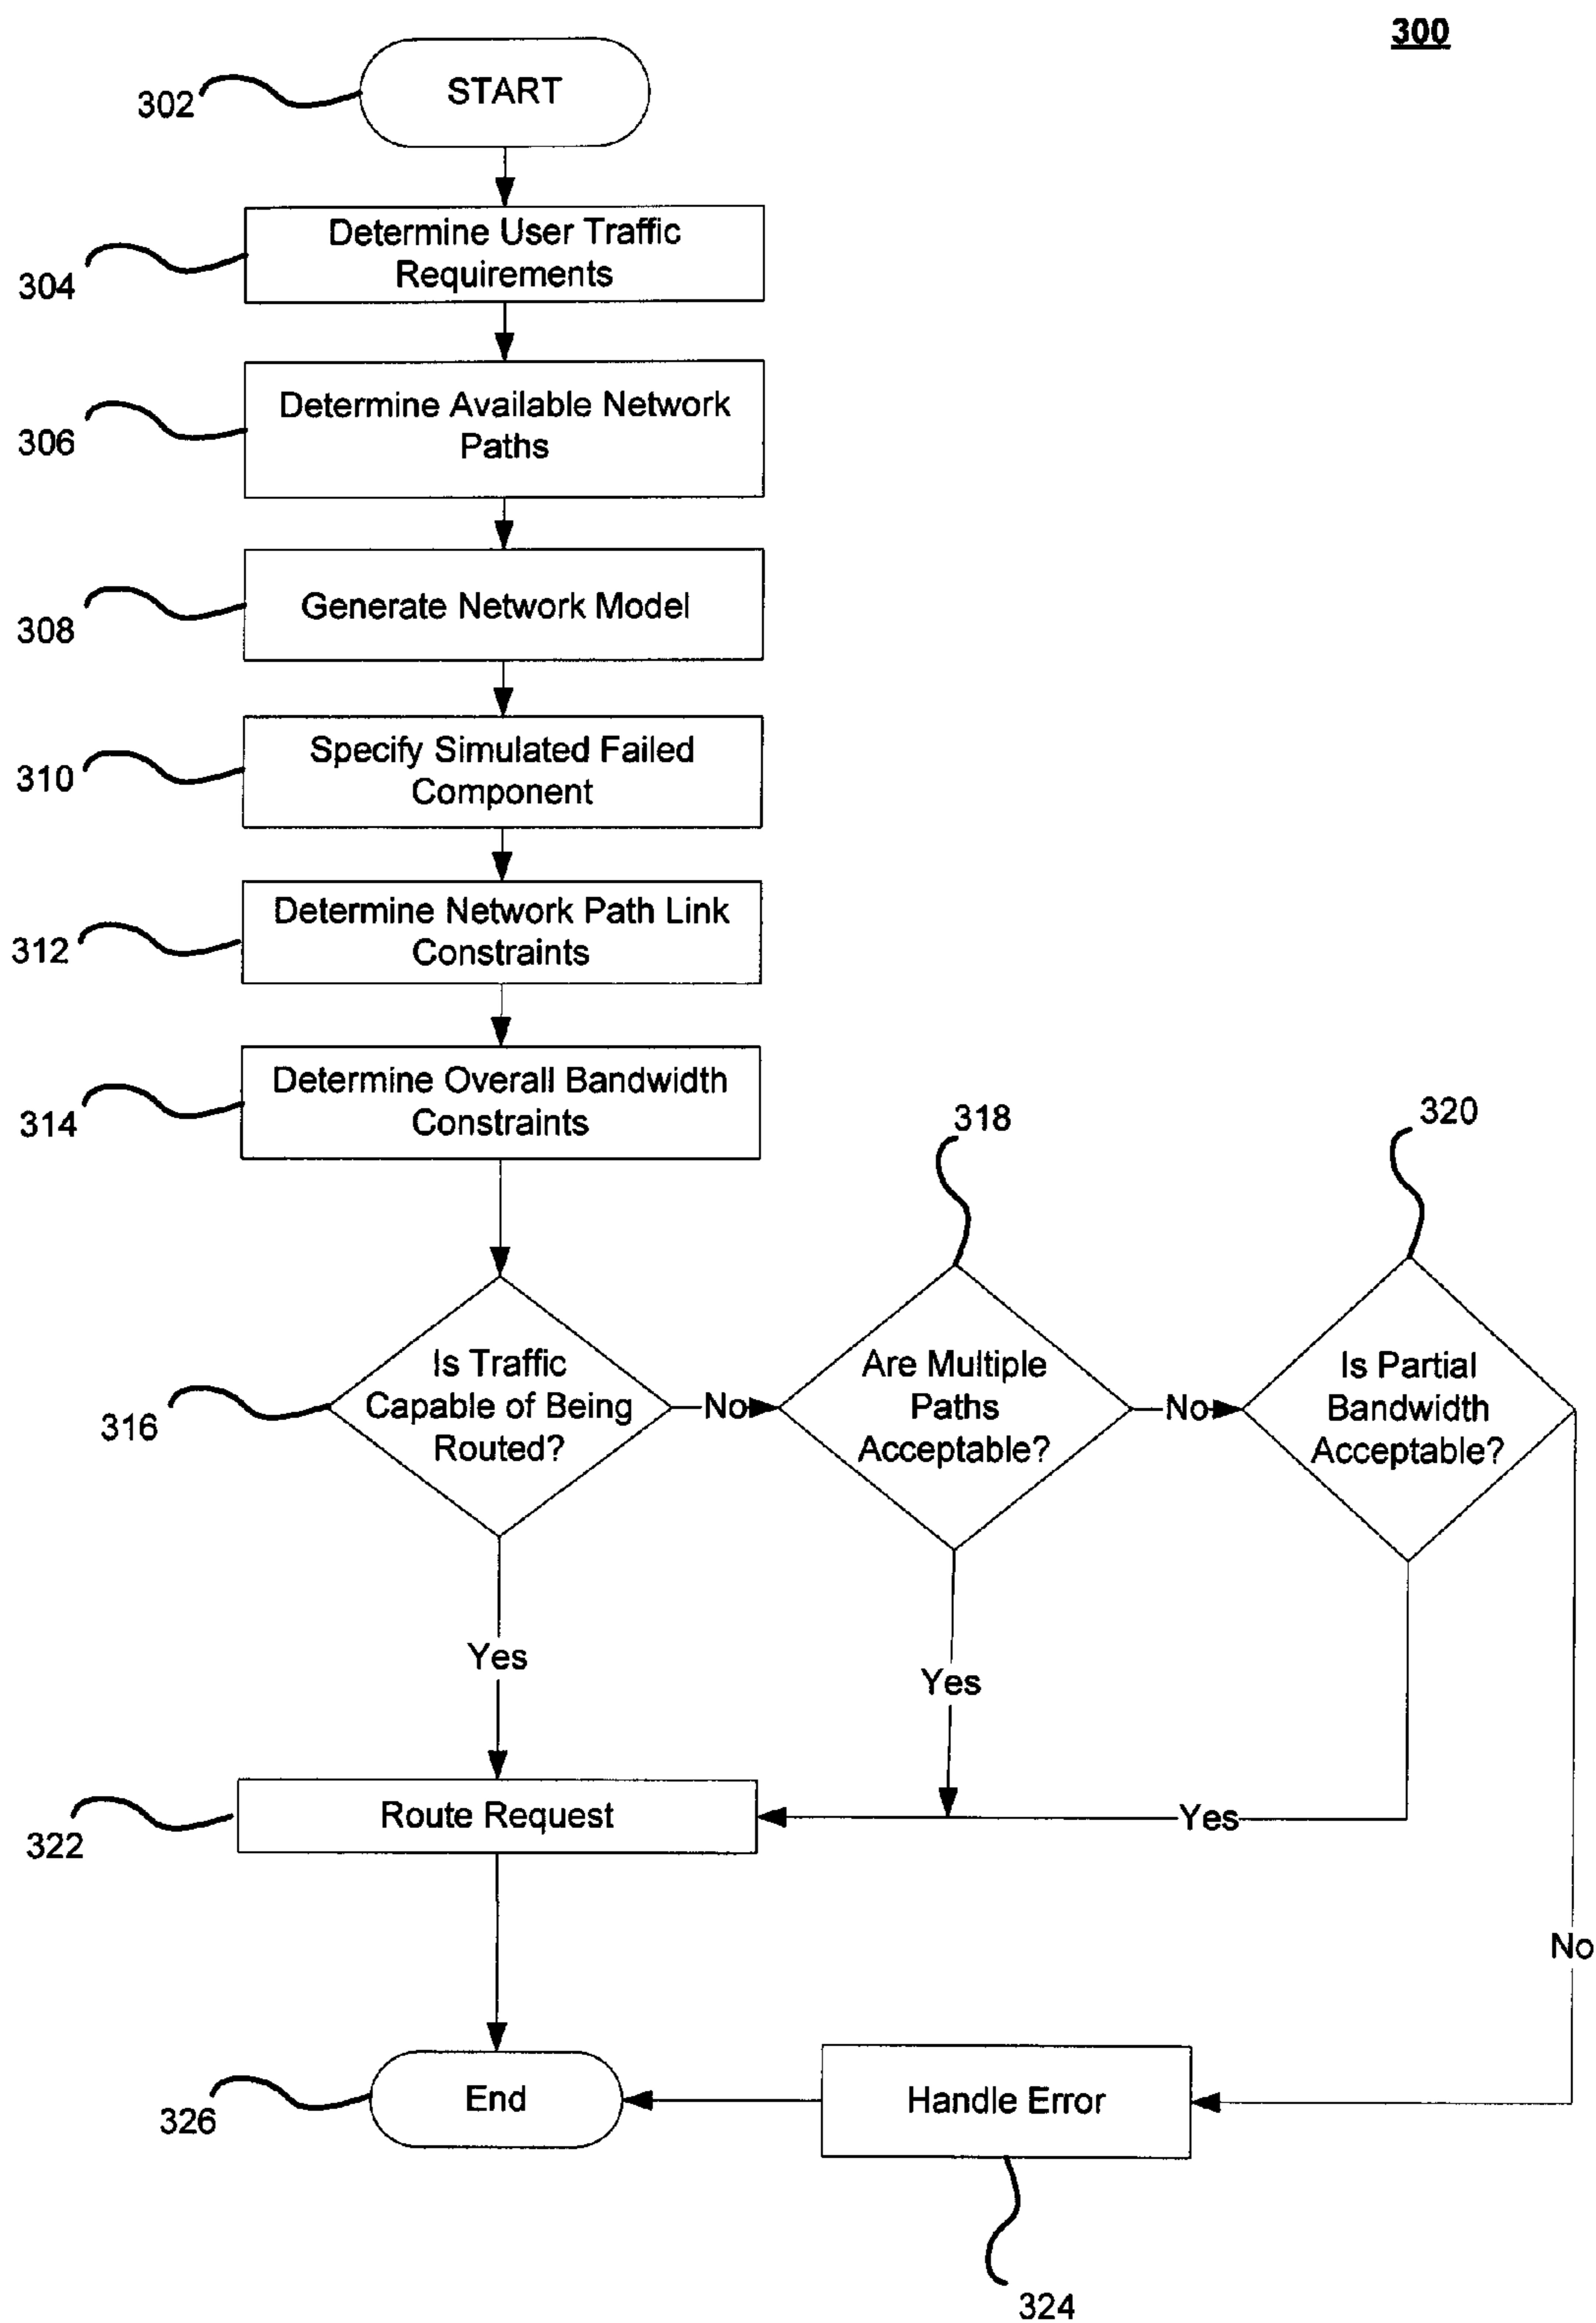 300
302
START
304
Determine User Traffic
Requirements
306
Determine Available Network
Paths
308
Generate Network Model
310
Specify Simulated Failed
Component
312
Determine Network Path Link
Constraints
314
Determine Overall Bandwidth
Constraints
318
320
316
Is Traffic
Capable of Being
Routed?
No
Are Multiple
Paths
Acceptable?
No
Is Partial
Bandwidth
Acceptable?
Yes
Yes
322
Route Request
Yes
No
326
End
Handle Error
324